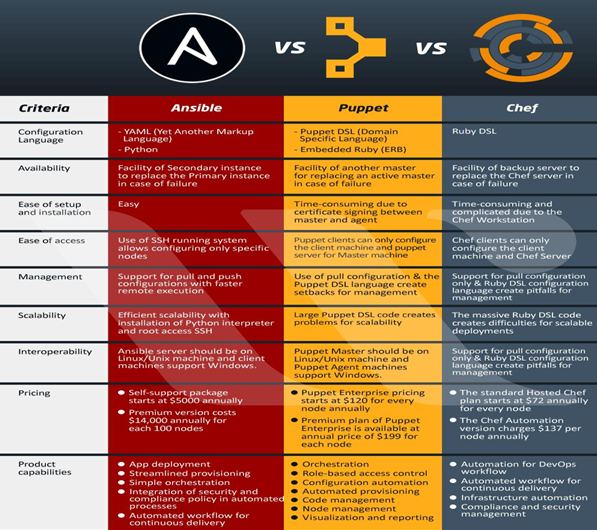 vs
vs
Criteria
Ansible
Puppet
Chef
Configuration
Language
- YAML (Yet Another Markup
Language)
- Python
- Puppet DSL (Domain
Specific Language)
- Embedded Ruby (ERB)
Ruby DSL
Availability
Facility of Secondary instance
to replace the Primary instance
in case of failure
Facility of another master
for replacing an active master
in case of failure
Facility of backup server to
replace the Chef server in
case of failure
Ease of setup
and installation
Easy
Time-consuming due to
certificate signing between
master and agent
Time-consuming and
complicated due to the
Chef Workstation
Ease of access
Use of SSH running system
allows configuring only specific
nodes
Puppet clients can only configure
the client machine and puppet
server for Master machine
Chef clients can only
configure the client
machine and Chef Server
Management
Support for pull and push
configurations with faster
remote execution
Use of pull configuration & the
Puppet DSL language create
setbacks for management
Support for pull configuration
only & Ruby DSL configuration
language create pitfalls for
management
Scalability
Efficient scalability with
installation of Python interpreter
and root access SSH
Large Puppet DSL code creates
problems for scalability
The massive Ruby DSL code
creates difficulties for scalable
deployments
Interoperability
Ansible server should be on
Linux/Unix machine and client
machines support Windows.
Puppet Master should be on
Linux/Unix machine and
Puppet Agent machines
support Windows.
Support for pull configuration
only & Ruby DSL configuration
language create pitfalls for
management
Pricing
● Self-support package
starts at $5000 annually
● Premium version costs
$14,000 annually for
each 100 nodes
● Puppet Enterprise pricing
starts at $120 for every
node annually
● Premium plan of Puppet
Enterprise is available at
annual price of $199 for
each node
● The standard Hosted Chef
plan starts at $72 annually
for every node
● The Chef Automation
version charges $137 per
node annually
Product
capabilities
● App deployment
● Streamlined provisioning
● Simple orchestration
● Integration of security and
compliance policy in automated
processes
● Automated workflow for
continuous delivery
● Orchestration
● Role-based access control
● Configuration automation
● Automated provisioning
● Code management
● Node management
● Visualization and reporting
● Automation for DevOps
workflow
● Automated workflow for
continuous delivery
● Infrastructure automation
● Compliance and security
management